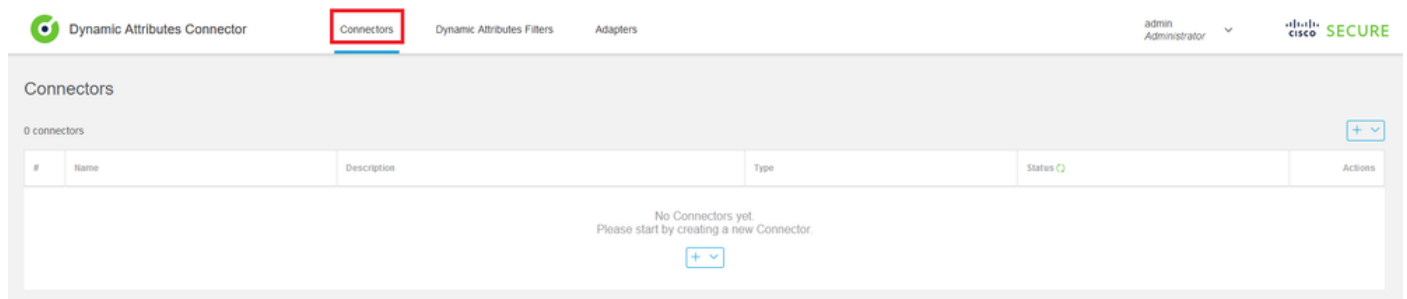 Dynamic Attributes Connector Connectors Dynamic Attributes Filters Adapters admin cisco SECURE
Administrator
Connectors
0 connectors
# Name Description Type Status Actions
No Connectors yet.
Please start by creating a new Connector.